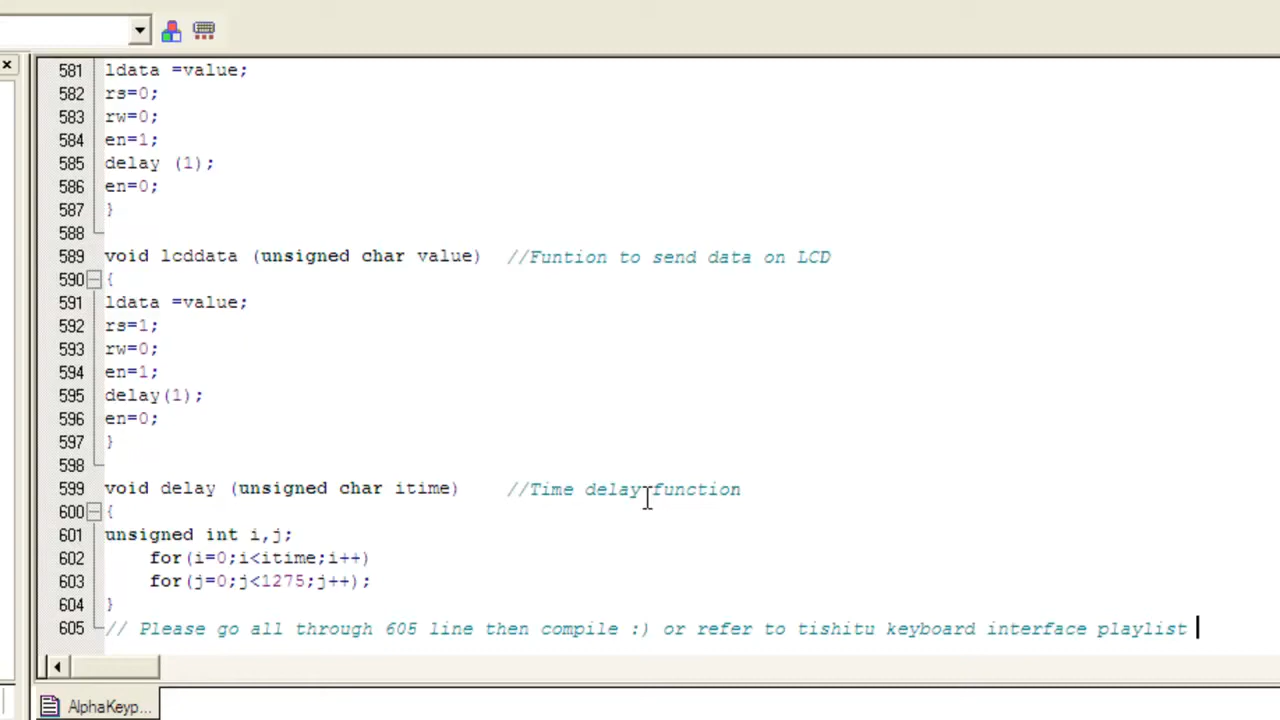 581 ldata =value;
582 rs=0;
583 rw=0;
584 en=1;
585 delay (1);
586 en=0;
587 }
588
589 void lcddata (unsigned char value) //Funtion to send data on LCD
590 {
591 ldata =value;
592 rs=1;
593 rw=0;
594 en=1;
595 delay(1);
596 en=0;
597 }
598
599 void delay (unsigned char itime) //Time delay function
600 {
601 unsigned int i,j;
602 for(i=0;i<itime;i++)
603 for(j=0;j<1275;j++);
604 }
605 // Please go all through 605 line then compile :) or refer to tishitu keyboard interface playlist
AlphaKeyp...